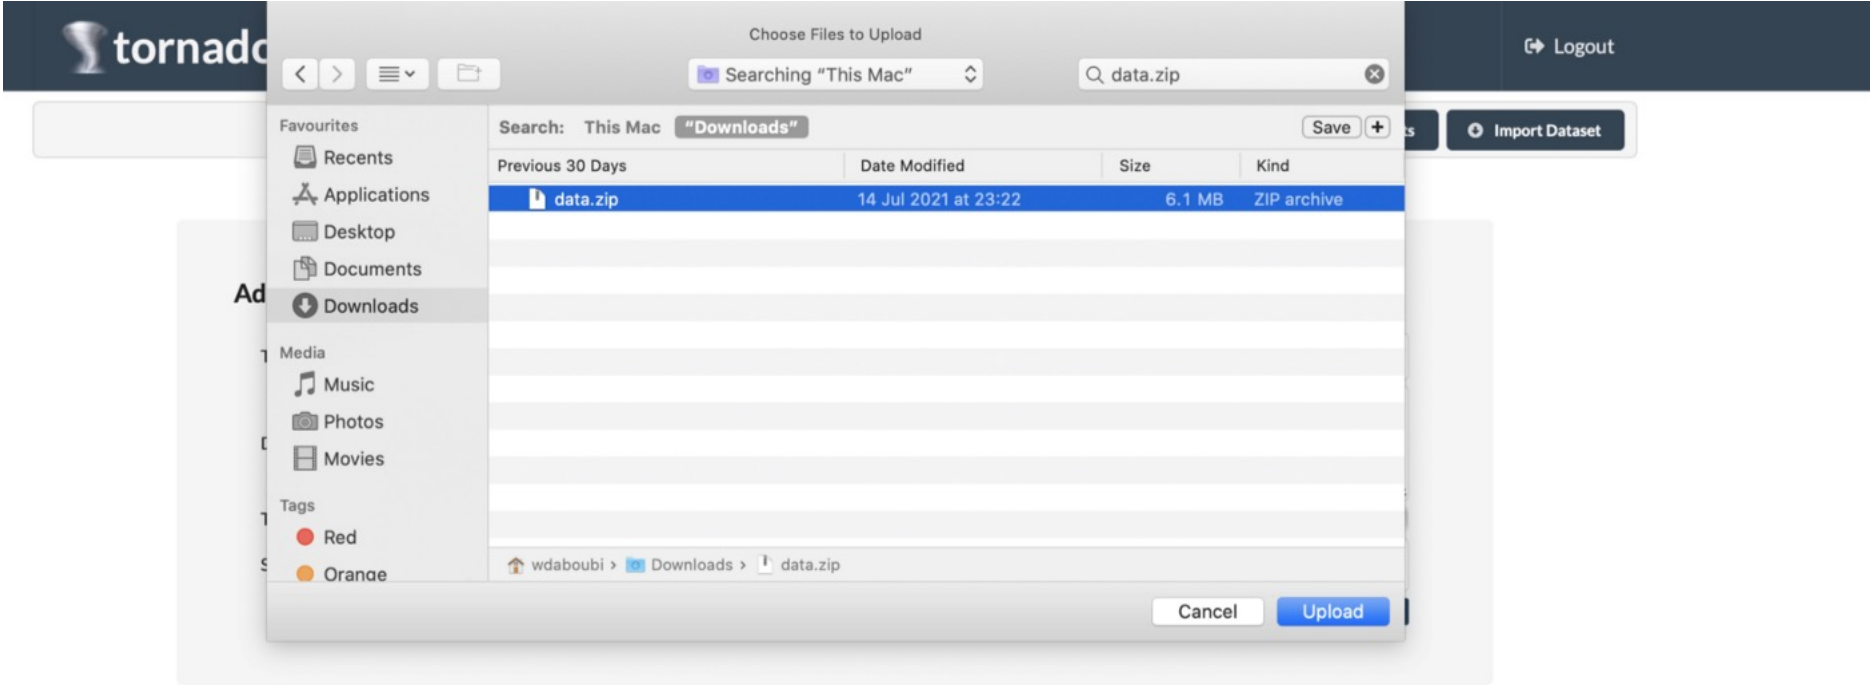 Choose Files to Upload
tornado
Logout
Searching "This Mac"
data.zip
Favourites
Search: This Mac "Downloads" Save +
Import Dataset
Recents
Previous 30 Days Date Modified Size Kind
Applications
data.zip 14 Jul 2021 at 23:22 6.1 MB ZIP archive
Desktop
Documents
Ad
Downloads
Media
Music
Photos
Movies
Tags
Red
wdaboubi › Downloads › data.zip
Orange
Cancel Upload